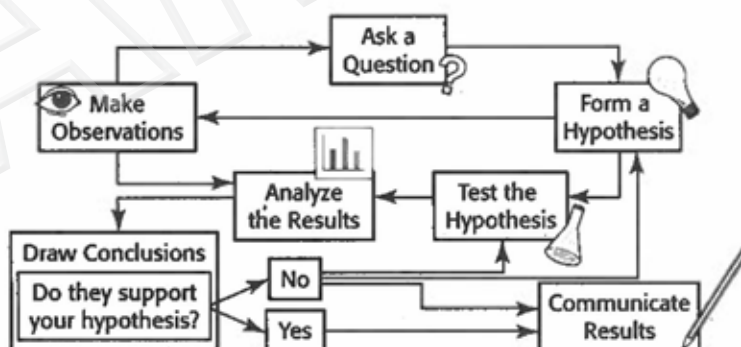 Ask a
Question
?
Make
Observations
Form a
Hypothesis
Analyze
the Results
Test the
Hypothesis
Draw Conclusions
Do they support
your hypothesis?
No
Yes
Communicate
Results